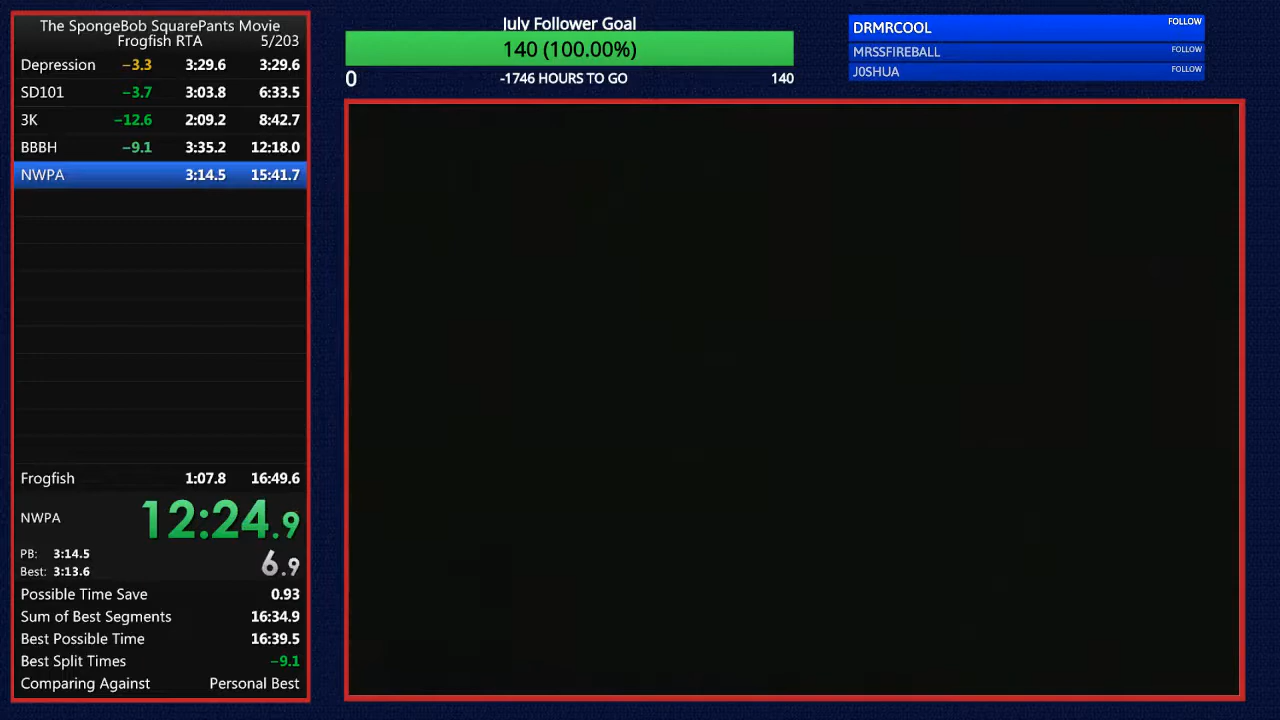 The SpongeBob SquarePants Movie
Frogfish RTA 5/203
Depression −3.3 3:29.6 3:29.6
SD101 −3.7 3:03.8 6:33.5
3K −12.6 2:09.2 8:42.7
BBBH −9.1 3:35.2 12:18.0
NWPA 3:14.5 15:41.7
Frogfish 1:07.8 16:49.6
NWPA 12:24.9
PB: 3:14.5
Best: 3:13.6
6.9
Possible Time Save 0.93
Sum of Best Segments 16:34.9
Best Possible Time 16:39.5
Best Split Times −9.1
Comparing Against Personal Best
July Follower Goal
140 (100.00%)
0 -1746 HOURS TO GO 140
DRMRCOOL FOLLOW
MRSSFIREBALL FOLLOW
J0SHUA FOLLOW